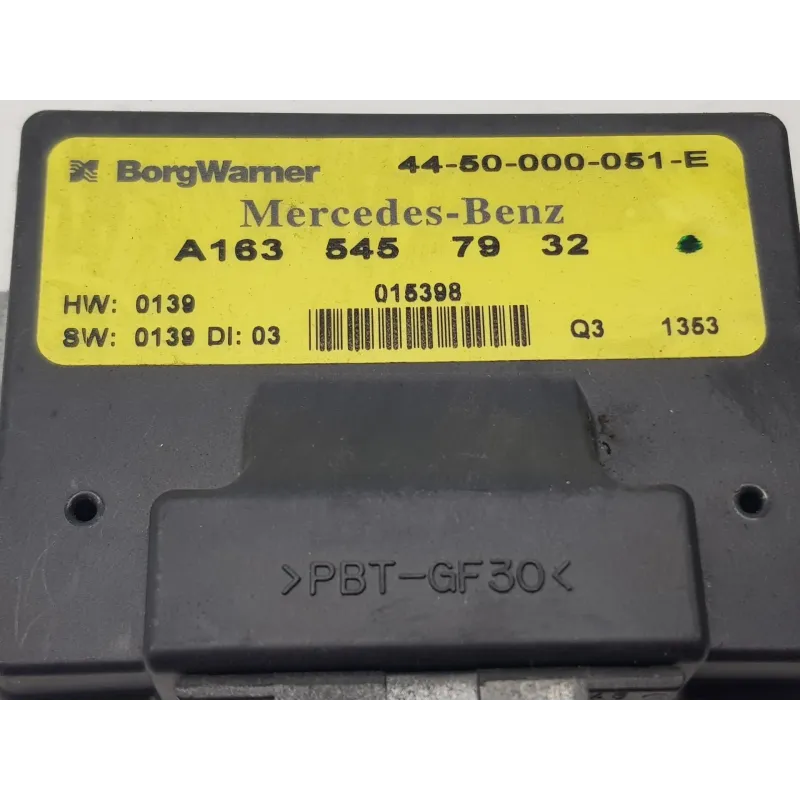 BorgWarner 44-50-000-051-E
Mercedes-Benz
A163 545 79 32
HW: 0139 015398
SW: 0139 DI: 03 Q3 1353
>PBT-GF30<